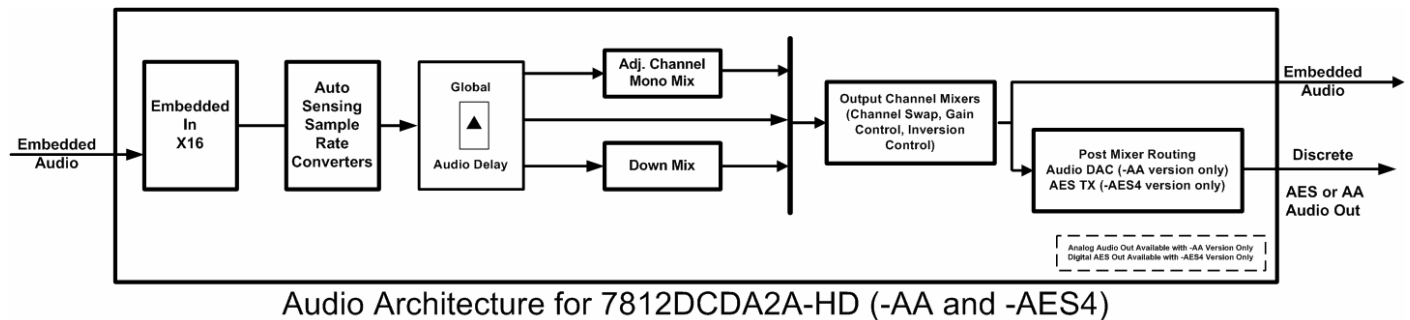 Embedded
Audio
Embedded
In
X16
Auto
Sensing
Sample
Rate
Converters
Global
Audio Delay
Adj. Channel
Mono Mix
Down Mix
Output Channel Mixers
(Channel Swap, Gain
Control, Inversion
Control)
Embedded
Audio
Post Mixer Routing
Audio DAC (-AA version only)
AES TX (-AES4 version only)
Discrete
AES or AA
Audio Out
Analog Audio Out Available with -AA Version Only
Digital AES Out Available with -AES4 Version Only
Audio Architecture for 7812DCDA2A-HD (-AA and -AES4)